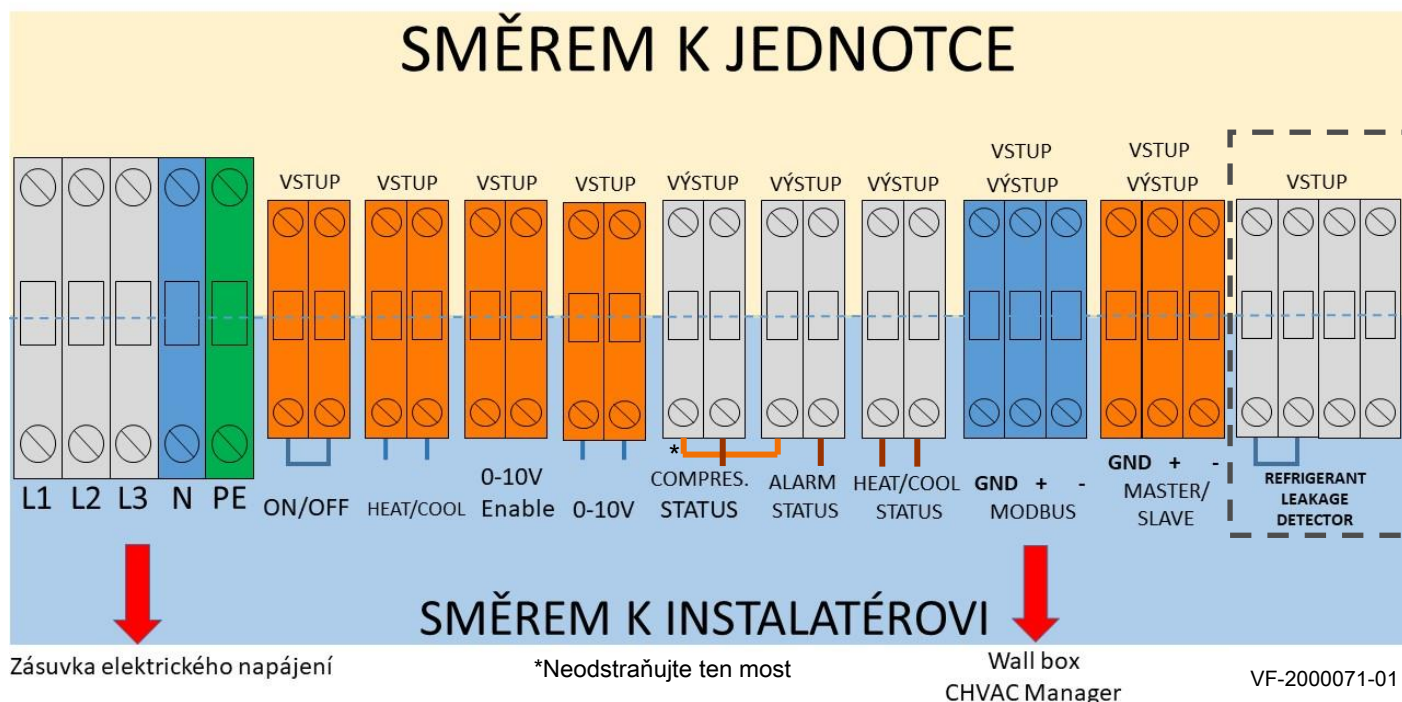 SMĚREM K JEDNOTCE
VSTUP VSTUP VSTUP VSTUP VÝSTUP VÝSTUP VÝSTUP VSTUP VÝSTUP VSTUP VÝSTUP VSTUP
L1 L2 L3 N PE
ON/OFF
HEAT/COOL
0-10V
Enable
0-10V
*
COMPRES.
STATUS
ALARM
STATUS
HEAT/COOL
STATUS
GND + -
MODBUS
GND + -
MASTER/
SLAVE
REFRIGERANT
LEAKAGE
DETECTOR
SMĚREM K INSTALATÉROVI
Zásuvka elektrického napájení
*Neodstraňujte ten most
Wall box
CHVAC Manager
VF-2000071-01